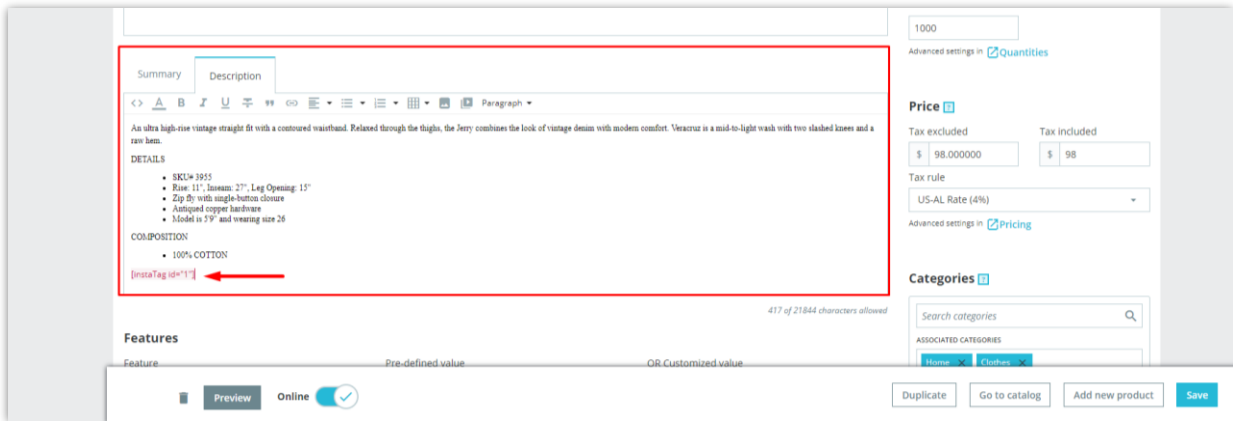 1000
Advanced settings in Quantities
Summary
Description
Paragraph
An ultra high-rise vintage straight fit with a contoured waistband. Relaxed through the thighs, the Jerry combines the look of vintage denim with modern comfort. Veracruz is a mid-to-light wash with two slashed knees and a
raw hem.
DETAILS
SKU# 3955
Rise: 11", Inseam: 27", Leg Opening: 15"
Zip fly with single-button closure
Antiqued copper hardware
Model is 5'9" and wearing size 26
COMPOSITION
100% COTTON
[instaTag id="1"]
417 of 21844 characters allowed
Price ?
Tax excluded Tax included
$ 98.000000 $ 98
Tax rule
US-AL Rate (4%)
Advanced settings in Pricing
Categories ?
Search categories
ASSOCIATED CATEGORIES
Home Clothes
Features
Feature Pre-defined value OR Customized value
Preview Online Duplicate Go to catalog Add new product Save